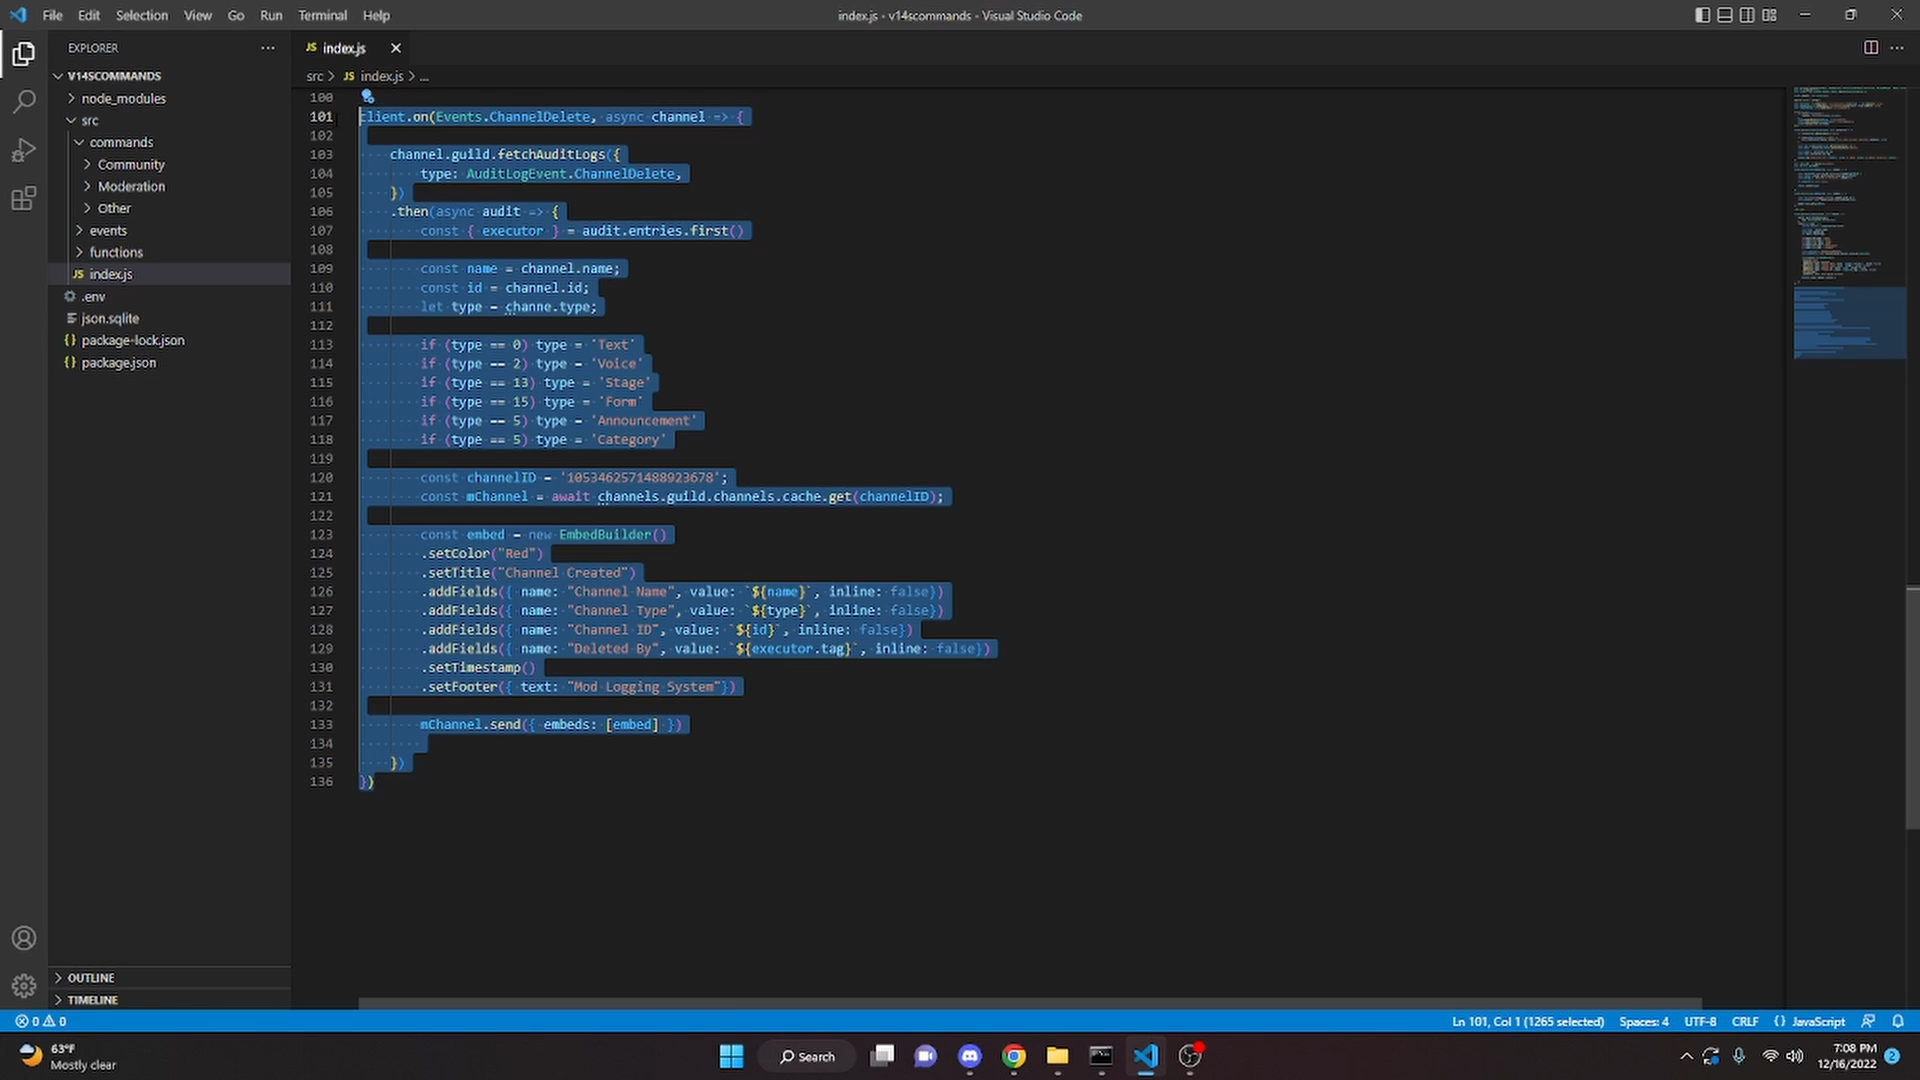 File Edit Selection View Go Run Terminal Help
index.js - v14scommands - Visual Studio Code
EXPLORER
V14SCOMMANDS
node_modules
src
commands
Community
Moderation
Other
events
functions
JS index.js
.env
json.sqlite
{} package-lock.json
{} package.json
OUTLINE
TIMELINE
JS index.js
src > JS index.js > ...
100
101 client.on(Events.ChannelDelete, async channel => {
102
103 channel.guild.fetchAuditLogs({
104 type: AuditLogEvent.ChannelDelete,
105 })
106 .then(async audit => {
107 const { executor } = audit.entries.first()
108
109 const name = channel.name;
110 const id = channel.id;
111 let type = channe.type;
112
113 if (type == 0) type = 'Text'
114 if (type == 2) type = 'Voice'
115 if (type == 13) type = 'Stage'
116 if (type == 15) type = 'Form'
117 if (type == 5) type = 'Announcement'
118 if (type == 5) type = 'Category'
119
120 const channelID = '1053462571488923678';
121 const mChannel = await channels.guild.channels.cache.get(channelID);
122
123 const embed = new EmbedBuilder()
124 .setColor("Red")
125 .setTitle("Channel Created")
126 .addFields({ name: "Channel Name", value: `${name}`, inline: false})
127 .addFields({ name: "Channel Type", value: `${type}`, inline: false})
128 .addFields({ name: "Channel ID", value: `${id}`, inline: false})
129 .addFields({ name: "Deleted By", value: `${executor.tag}`, inline: false})
130 .setTimestamp()
131 .setFooter({ text: "Mod Logging System"})
132
133 mChannel.send({ embeds: [embed] })
134
135 })
136 })
0 0
Ln 101, Col 1 (1265 selected) Spaces: 4 UTF-8 CRLF {} JavaScript
63°F
Mostly clear
Search
7:08 PM
12/16/2022
2